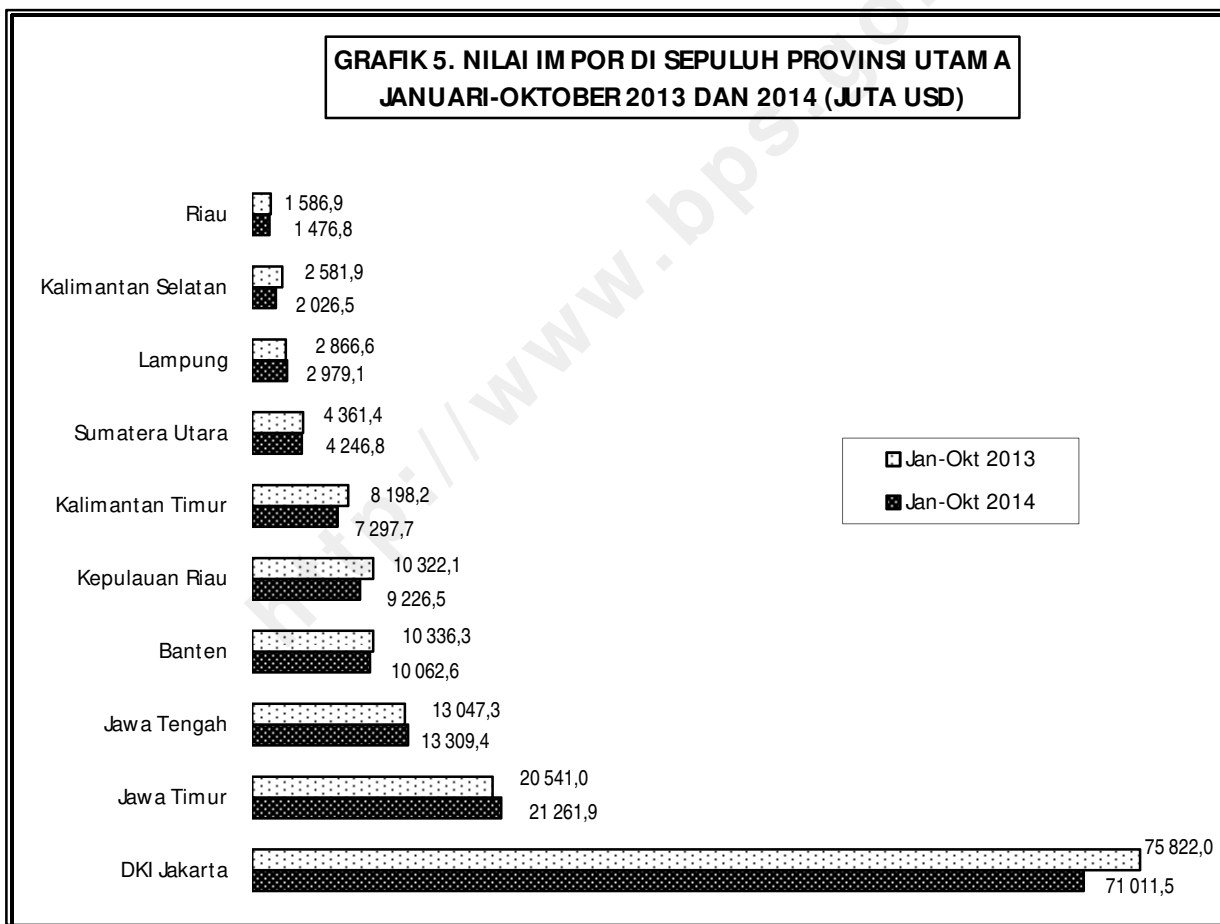 GRAFIK 5. NILAI IMPOR DI SEPULUH PROVINSI UTAMA
JANUARI-OKTOBER 2013 DAN 2014 (JUTA USD)
Riau
1 586,9
1 476,8
Kalimantan Selatan
2 581,9
2 026,5
Lampung
2 866,6
2 979,1
Sumatera Utara
4 361,4
4 246,8
Kalimantan Timur
8 198,2
7 297,7
Kepulauan Riau
10 322,1
9 226,5
Banten
10 336,3
10 062,6
Jawa Tengah
13 047,3
13 309,4
Jawa Timur
20 541,0
21 261,9
DKI Jakarta
75 822,0
71 011,5
Jan-Okt 2013
Jan-Okt 2014
http://www.bps.go